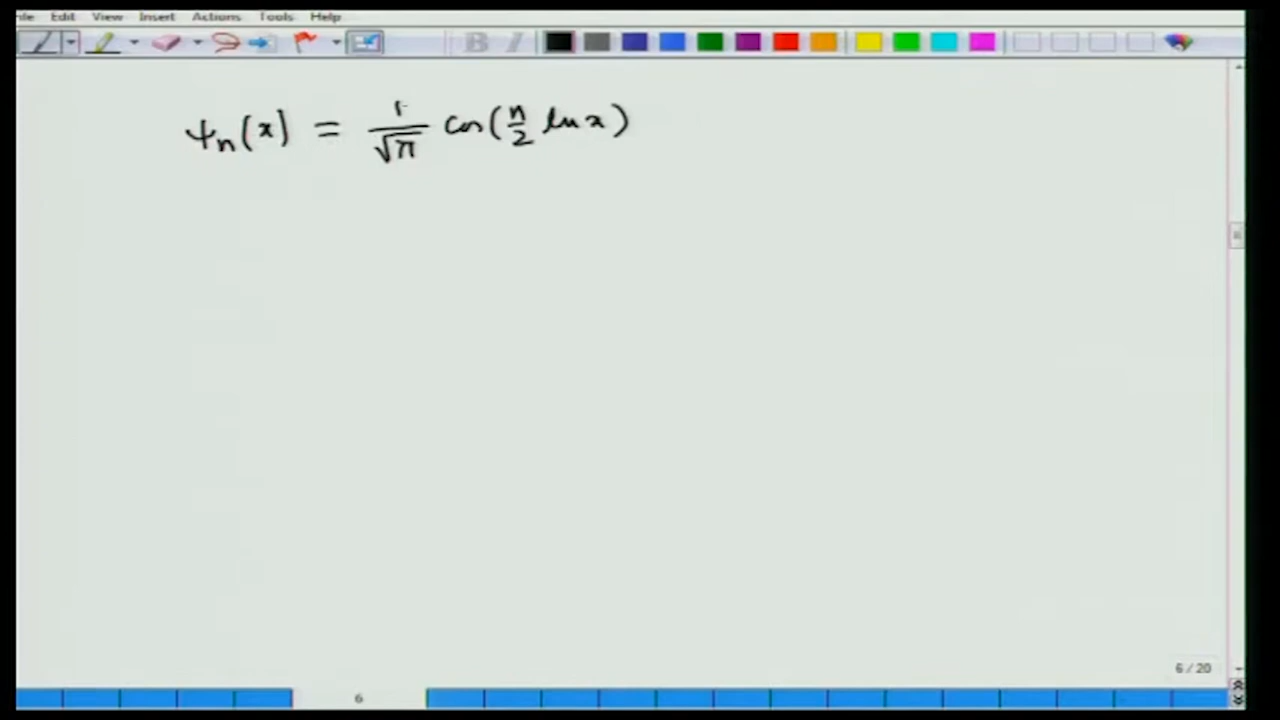 File Edit View Insert Actions Tools Help
B I
ψn(x) = 1/√π cos(n/2 ln x)
6 / 20
6